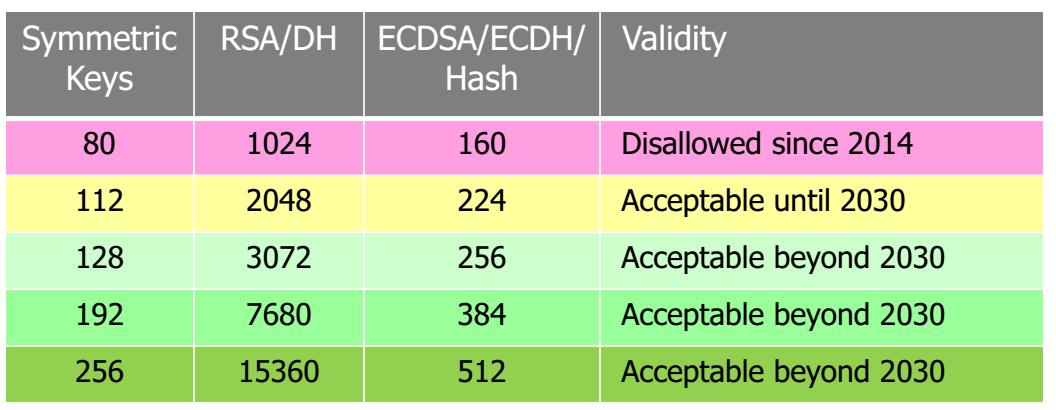 Symmetric Keys RSA/DH ECDSA/ECDH/ Hash Validity
80 1024 160 Disallowed since 2014
112 2048 224 Acceptable until 2030
128 3072 256 Acceptable beyond 2030
192 7680 384 Acceptable beyond 2030
256 15360 512 Acceptable beyond 2030